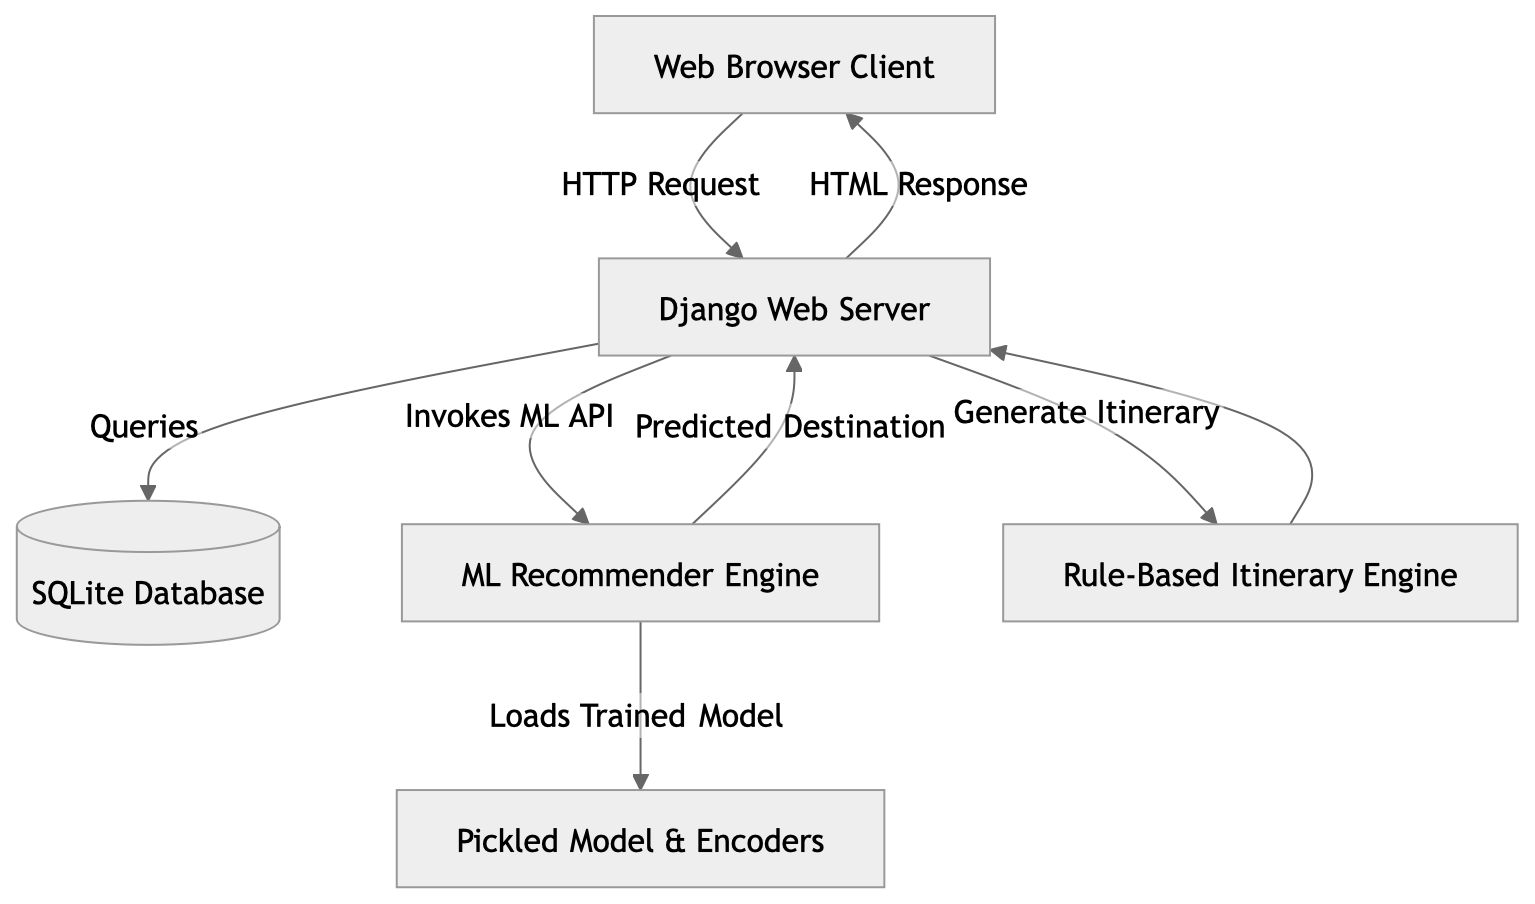 Web Browser Client
HTTP Request
HTML Response
Django Web Server
Queries
Invokes ML API
Predicted Destination
Generate Itinerary
SQLite Database
ML Recommender Engine
Rule-Based Itinerary Engine
Loads Trained Model
Pickled Model & Encoders